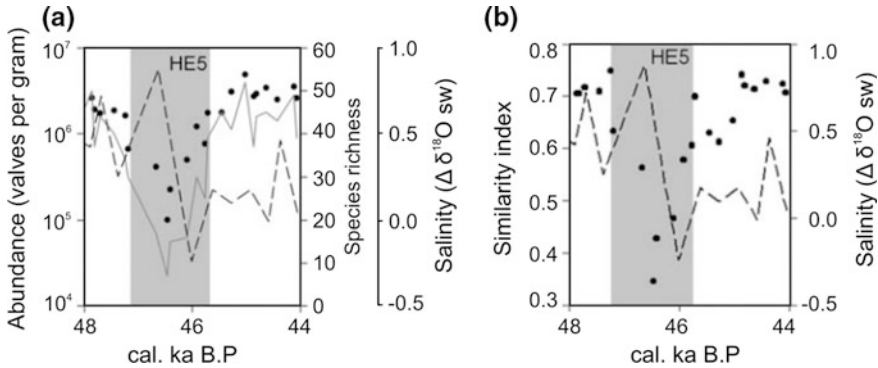 (a)
Abundance (valves per gram)
10⁷
10⁶
10⁵
10⁴
HE5
60
50
40
30
20
10
0
Species richness
1.0
0.5
0.0
-0.5
Salinity (Δ δ¹⁸O sw)
48
46
44
cal. ka B.P
(b)
Similarity index
0.8
0.7
0.6
0.5
0.4
0.3
HE5
1.0
0.5
0.0
-0.5
Salinity (Δ δ¹⁸O sw)
48
46
44
cal. ka B.P